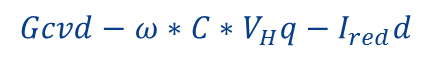 Gcvd − ω ∗ C ∗ V_H q − I_red d